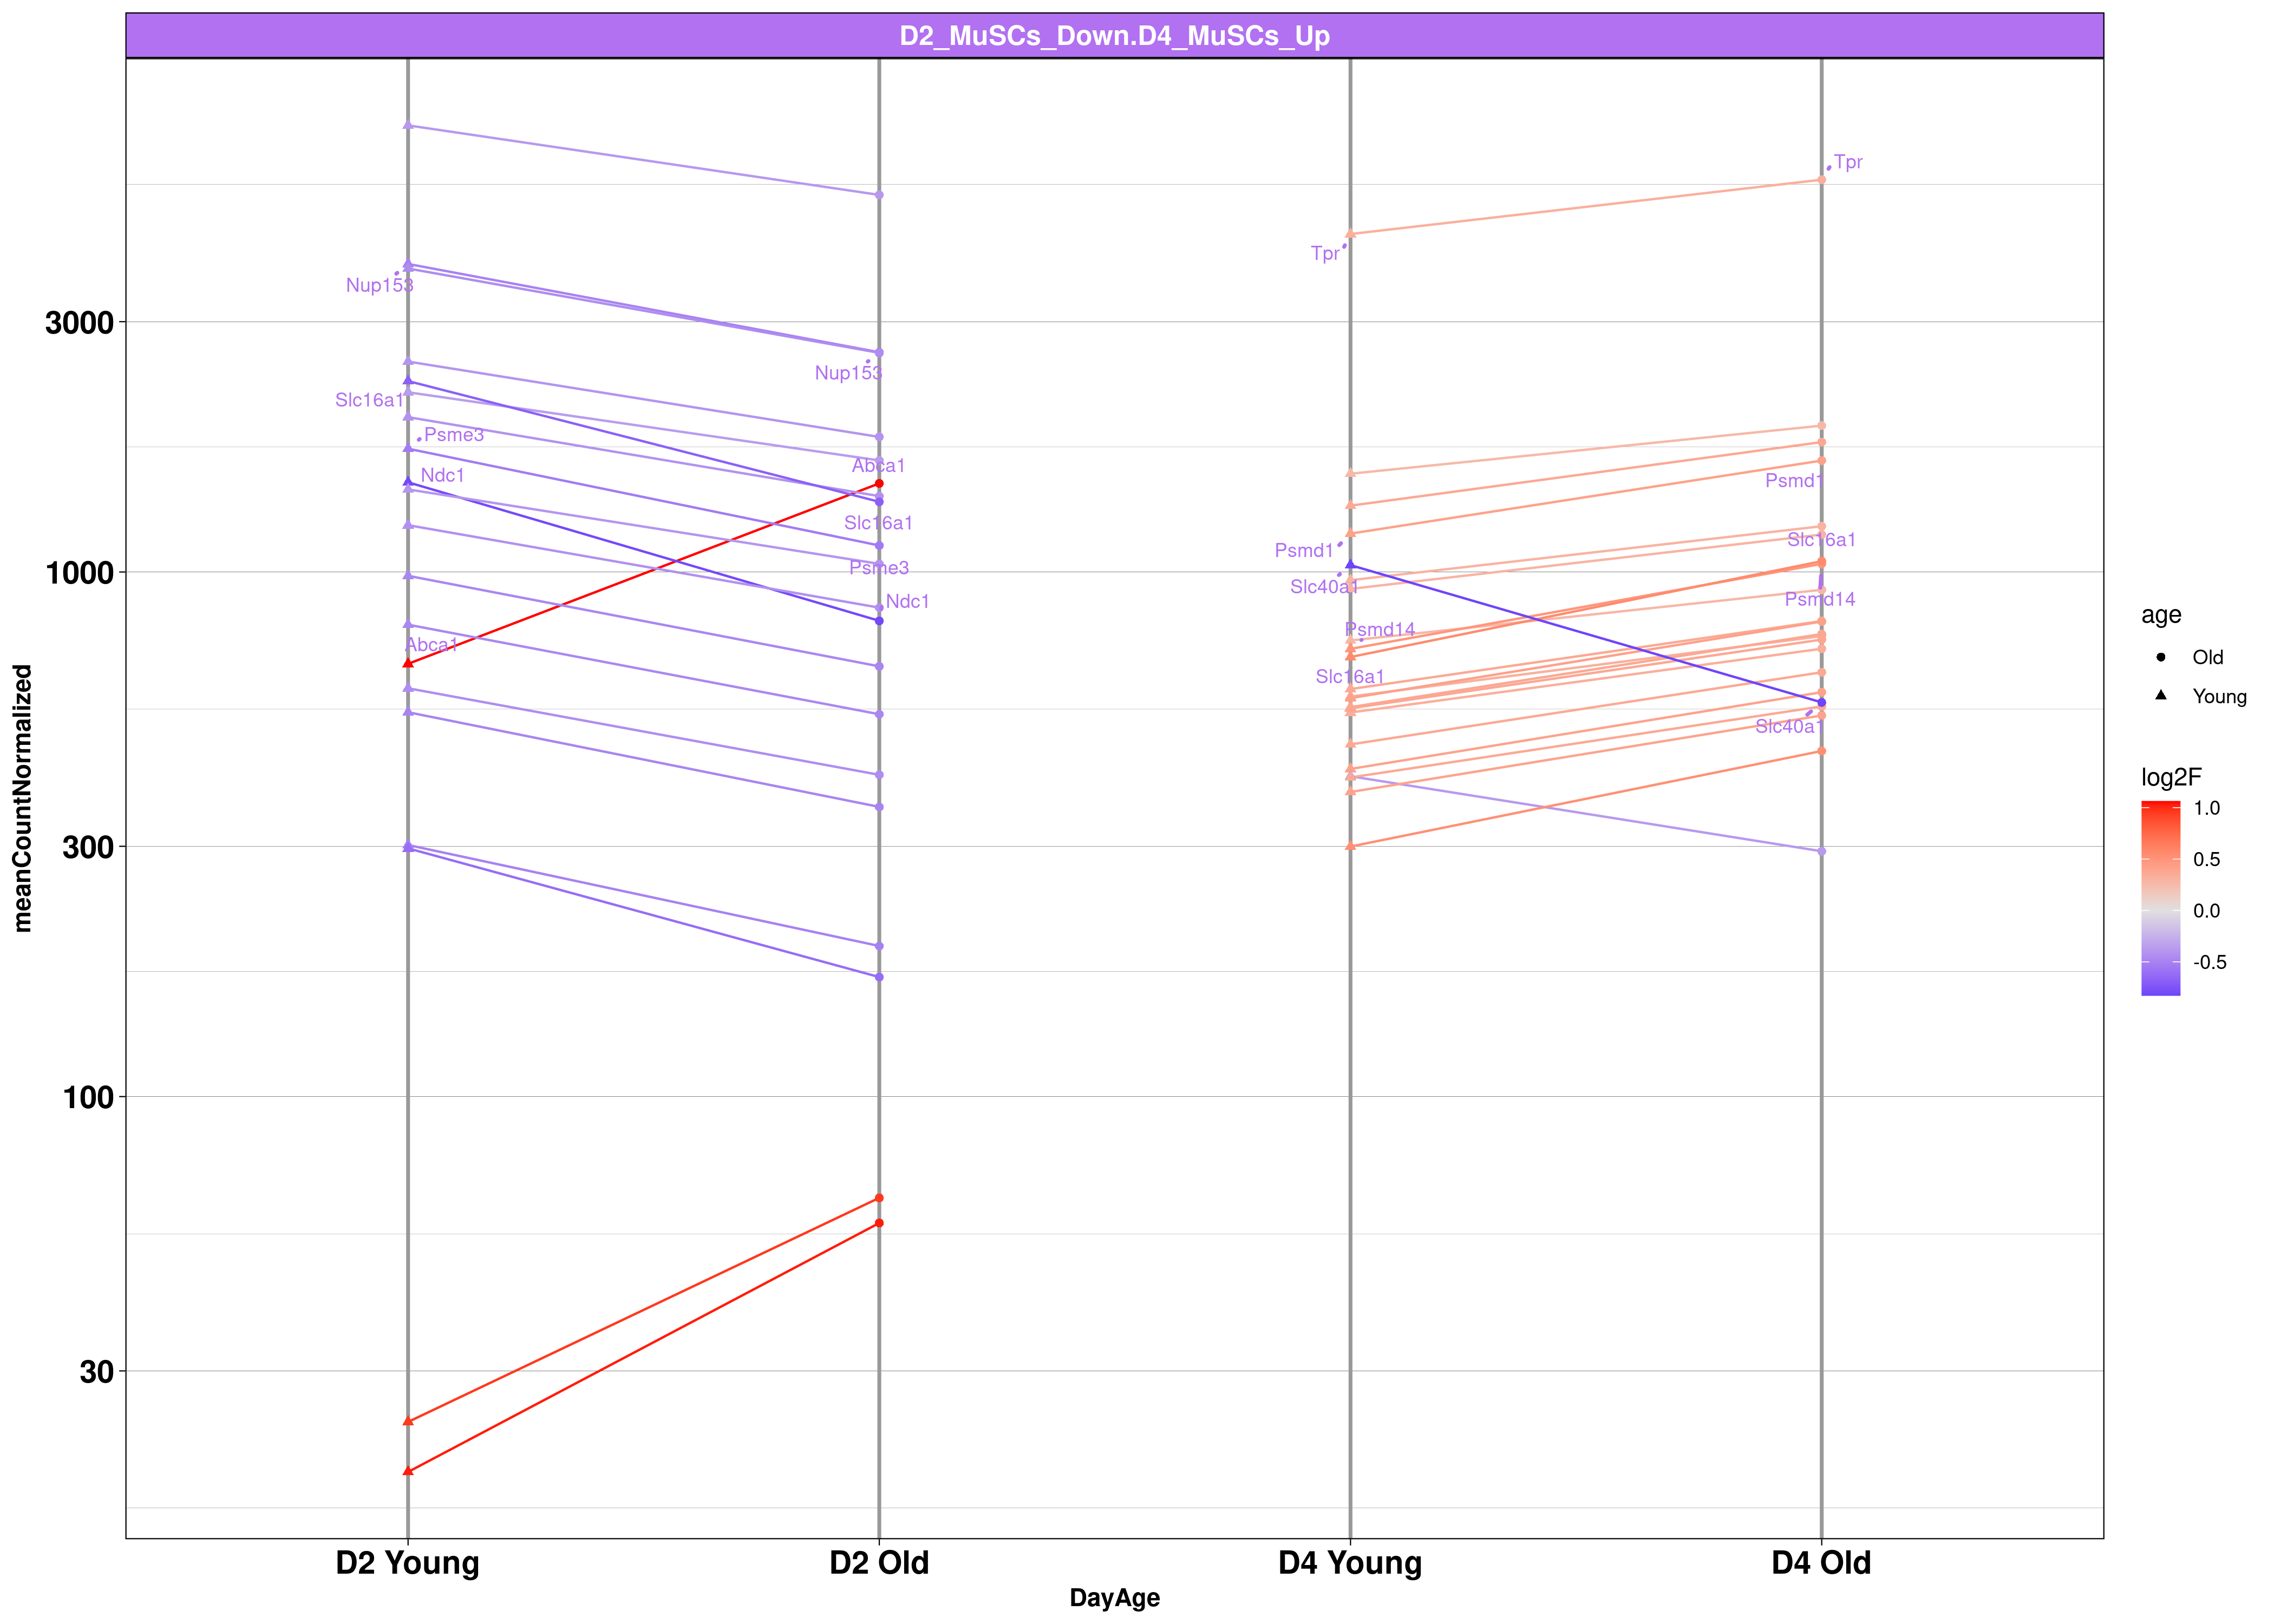 D2_MuSCs_Down.D4_MuSCs_Up
Tpr
Tpr
Nup153
3000
Nup153
Slc16a1
Psme3
Abca1
Ndc1
Psmd1
Slc16a1
Slc16a1
Psmd1
1000
Psme3
Slc40a1
Ndc1
Psmd14
Psmd14
Abca1
Slc16a1
Slc40a1
300
100
30
meanCountNormalized
D2 Young
D2 Old
D4 Young
D4 Old
DayAge
age
Old
Young
log2F
1.0
0.5
0.0
-0.5